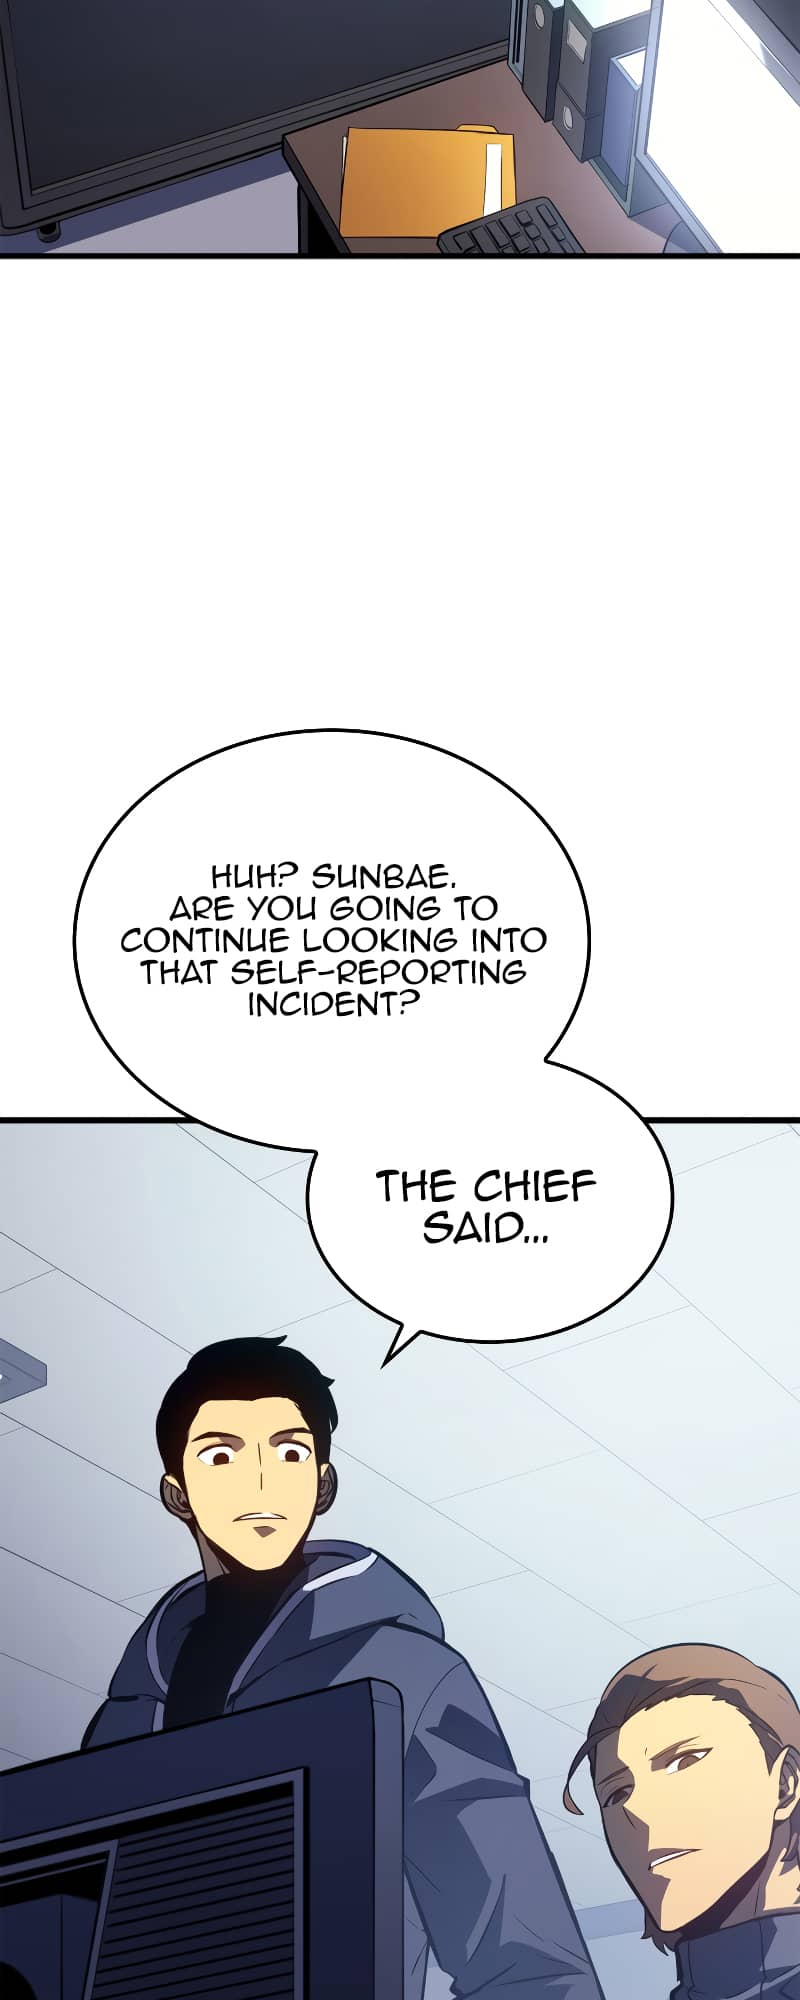 HUH? SUNBAE.
ARE YOU GOING TO
CONTINUE LOOKING INTO
THAT SELF-REPORTING
INCIDENT?
THE CHIEF
SAID...